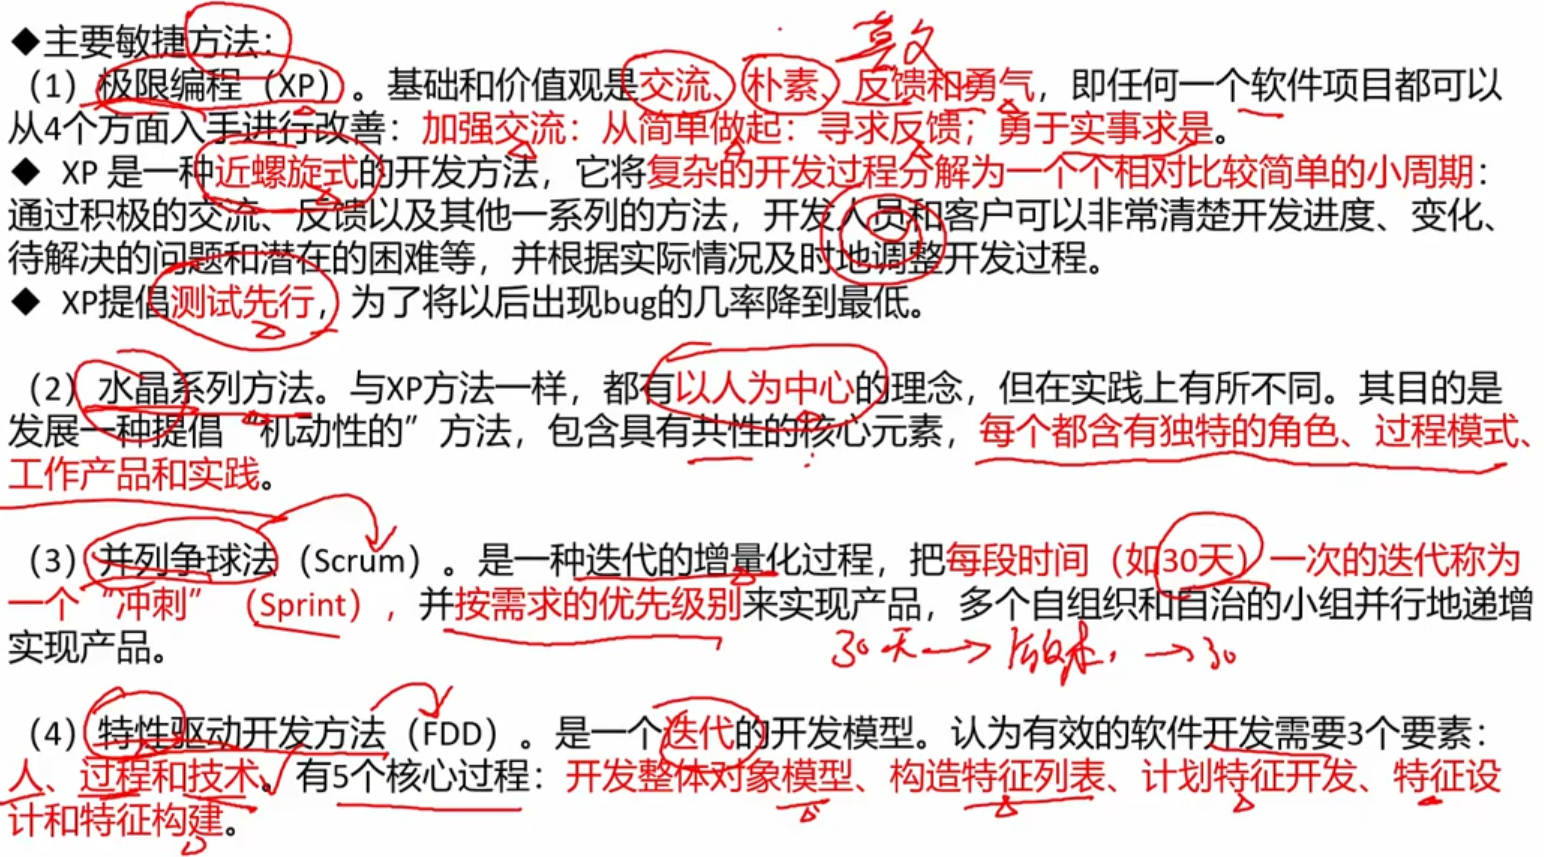 ◆主要敏捷方法：
（1）极限编程（XP）。基础和价值观是交流、朴素、反馈和勇气，即任何一个软件项目都可以
从4个方面入手进行改善：加强交流：从简单做起：寻求反馈；勇于实事求是。
◆ XP 是一种近螺旋式的开发方法，它将复杂的开发过程分解为一个个相对比较简单的小周期：
通过积极的交流、反馈以及其他一系列的方法，开发人员和客户可以非常清楚开发进度、变化、
待解决的问题和潜在的困难等，并根据实际情况及时地调整开发过程。
◆ XP提倡测试先行，为了将以后出现bug的几率降到最低。
（2）水晶系列方法。与XP方法一样，都有以人为中心的理念，但在实践上有所不同。其目的是
发展一种提倡“机动性的”方法，包含具有共性的核心元素，每个都含有独特的角色、过程模式、
工作产品和实践。
（3）并列争球法（Scrum）。是一种迭代的增量化过程，把每段时间（如30天）一次的迭代称为
一个“冲刺”（Sprint），并按需求的优先级别来实现产品，多个自组织和自治的小组并行地递增
实现产品。
30天 → → 30
（4）特性驱动开发方法（FDD）。是一个迭代的开发模型。认为有效的软件开发需要3个要素：
人、过程和技术。有5个核心过程：开发整体对象模型、构造特征列表、计划特征开发、特征设
计和特征构建。